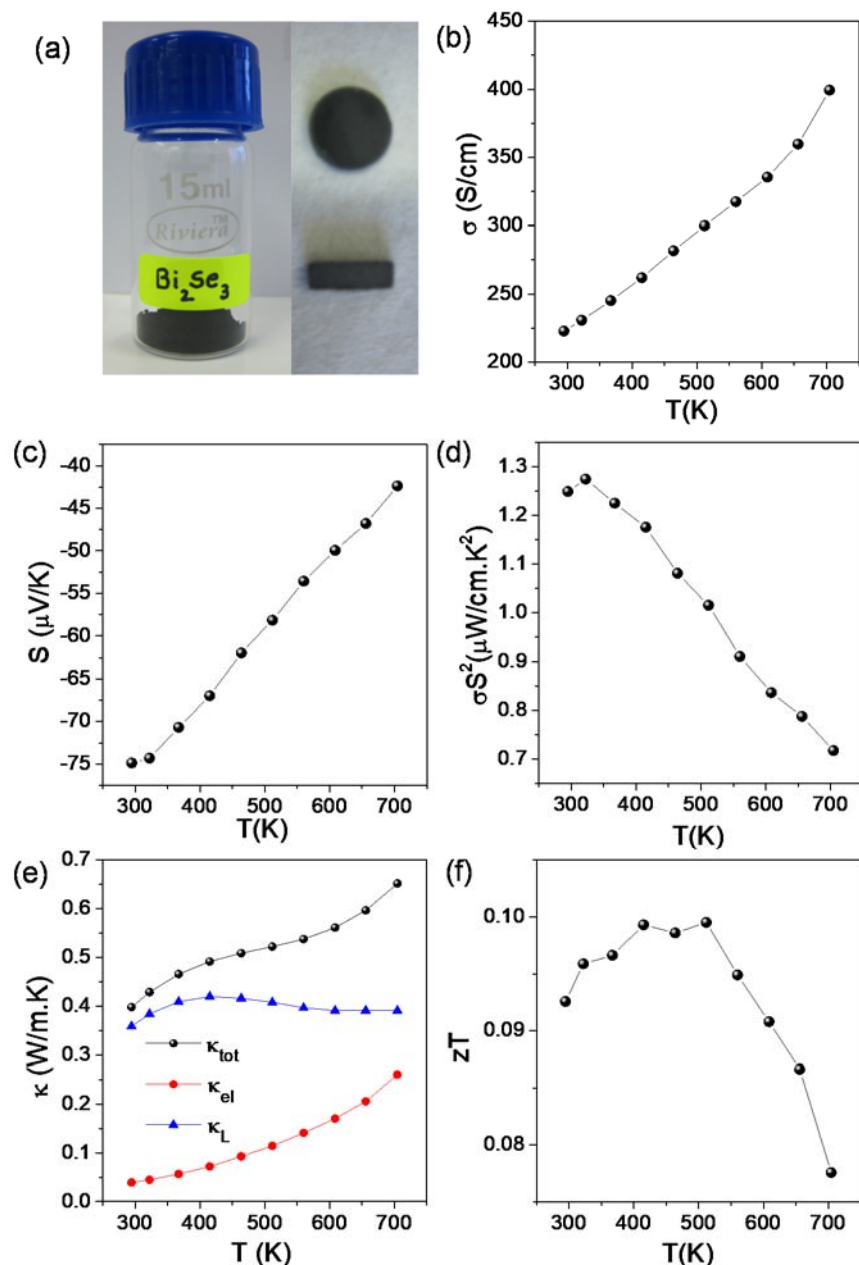 (a)
15ml
Riviera™
Bi₂Se₃
(b)
σ (S/cm)
400
350
300
250
200
300 400 500 600 700
T(K)
(c)
S (μV/K)
-40
-45
-50
-55
-60
-65
-70
-75
300 400 500 600 700
T(K)
(d)
σS²(μW/cm.K²)
1.3
1.2
1.1
1.0
0.9
0.8
0.7
300 400 500 600 700
T(K)
(e)
κ (W/m.K)
0.7
0.6
0.5
0.4
0.3
0.2
0.1
0.0
κtot
κel
κL
300 400 500 600 700
T (K)
(f)
zT
0.10
0.09
0.08
300 400 500 600 700
T(K)